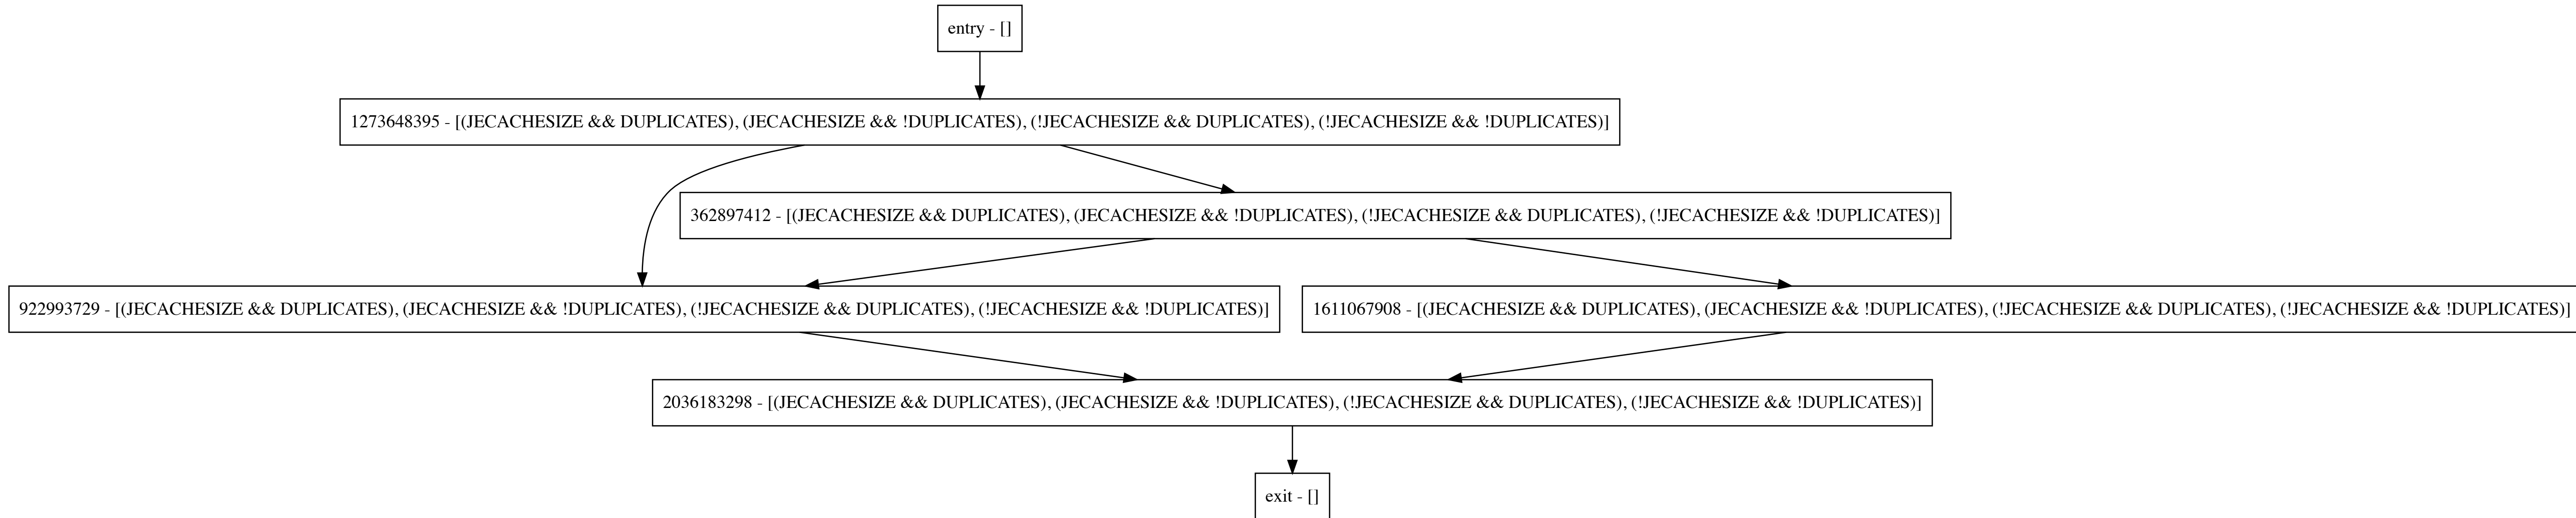 entry - []
1273648395 - [(JECACHESIZE && DUPLICATES), (JECACHESIZE && !DUPLICATES), (!JECACHESIZE && DUPLICATES), (!JECACHESIZE && !DUPLICATES)]
362897412 - [(JECACHESIZE && DUPLICATES), (JECACHESIZE && !DUPLICATES), (!JECACHESIZE && DUPLICATES), (!JECACHESIZE && !DUPLICATES)]
922993729 - [(JECACHESIZE && DUPLICATES), (JECACHESIZE && !DUPLICATES), (!JECACHESIZE && DUPLICATES), (!JECACHESIZE && !DUPLICATES)]
1611067908 - [(JECACHESIZE && DUPLICATES), (JECACHESIZE && !DUPLICATES), (!JECACHESIZE && DUPLICATES), (!JECACHESIZE && !DUPLICATES)]
2036183298 - [(JECACHESIZE && DUPLICATES), (JECACHESIZE && !DUPLICATES), (!JECACHESIZE && DUPLICATES), (!JECACHESIZE && !DUPLICATES)]
exit - []